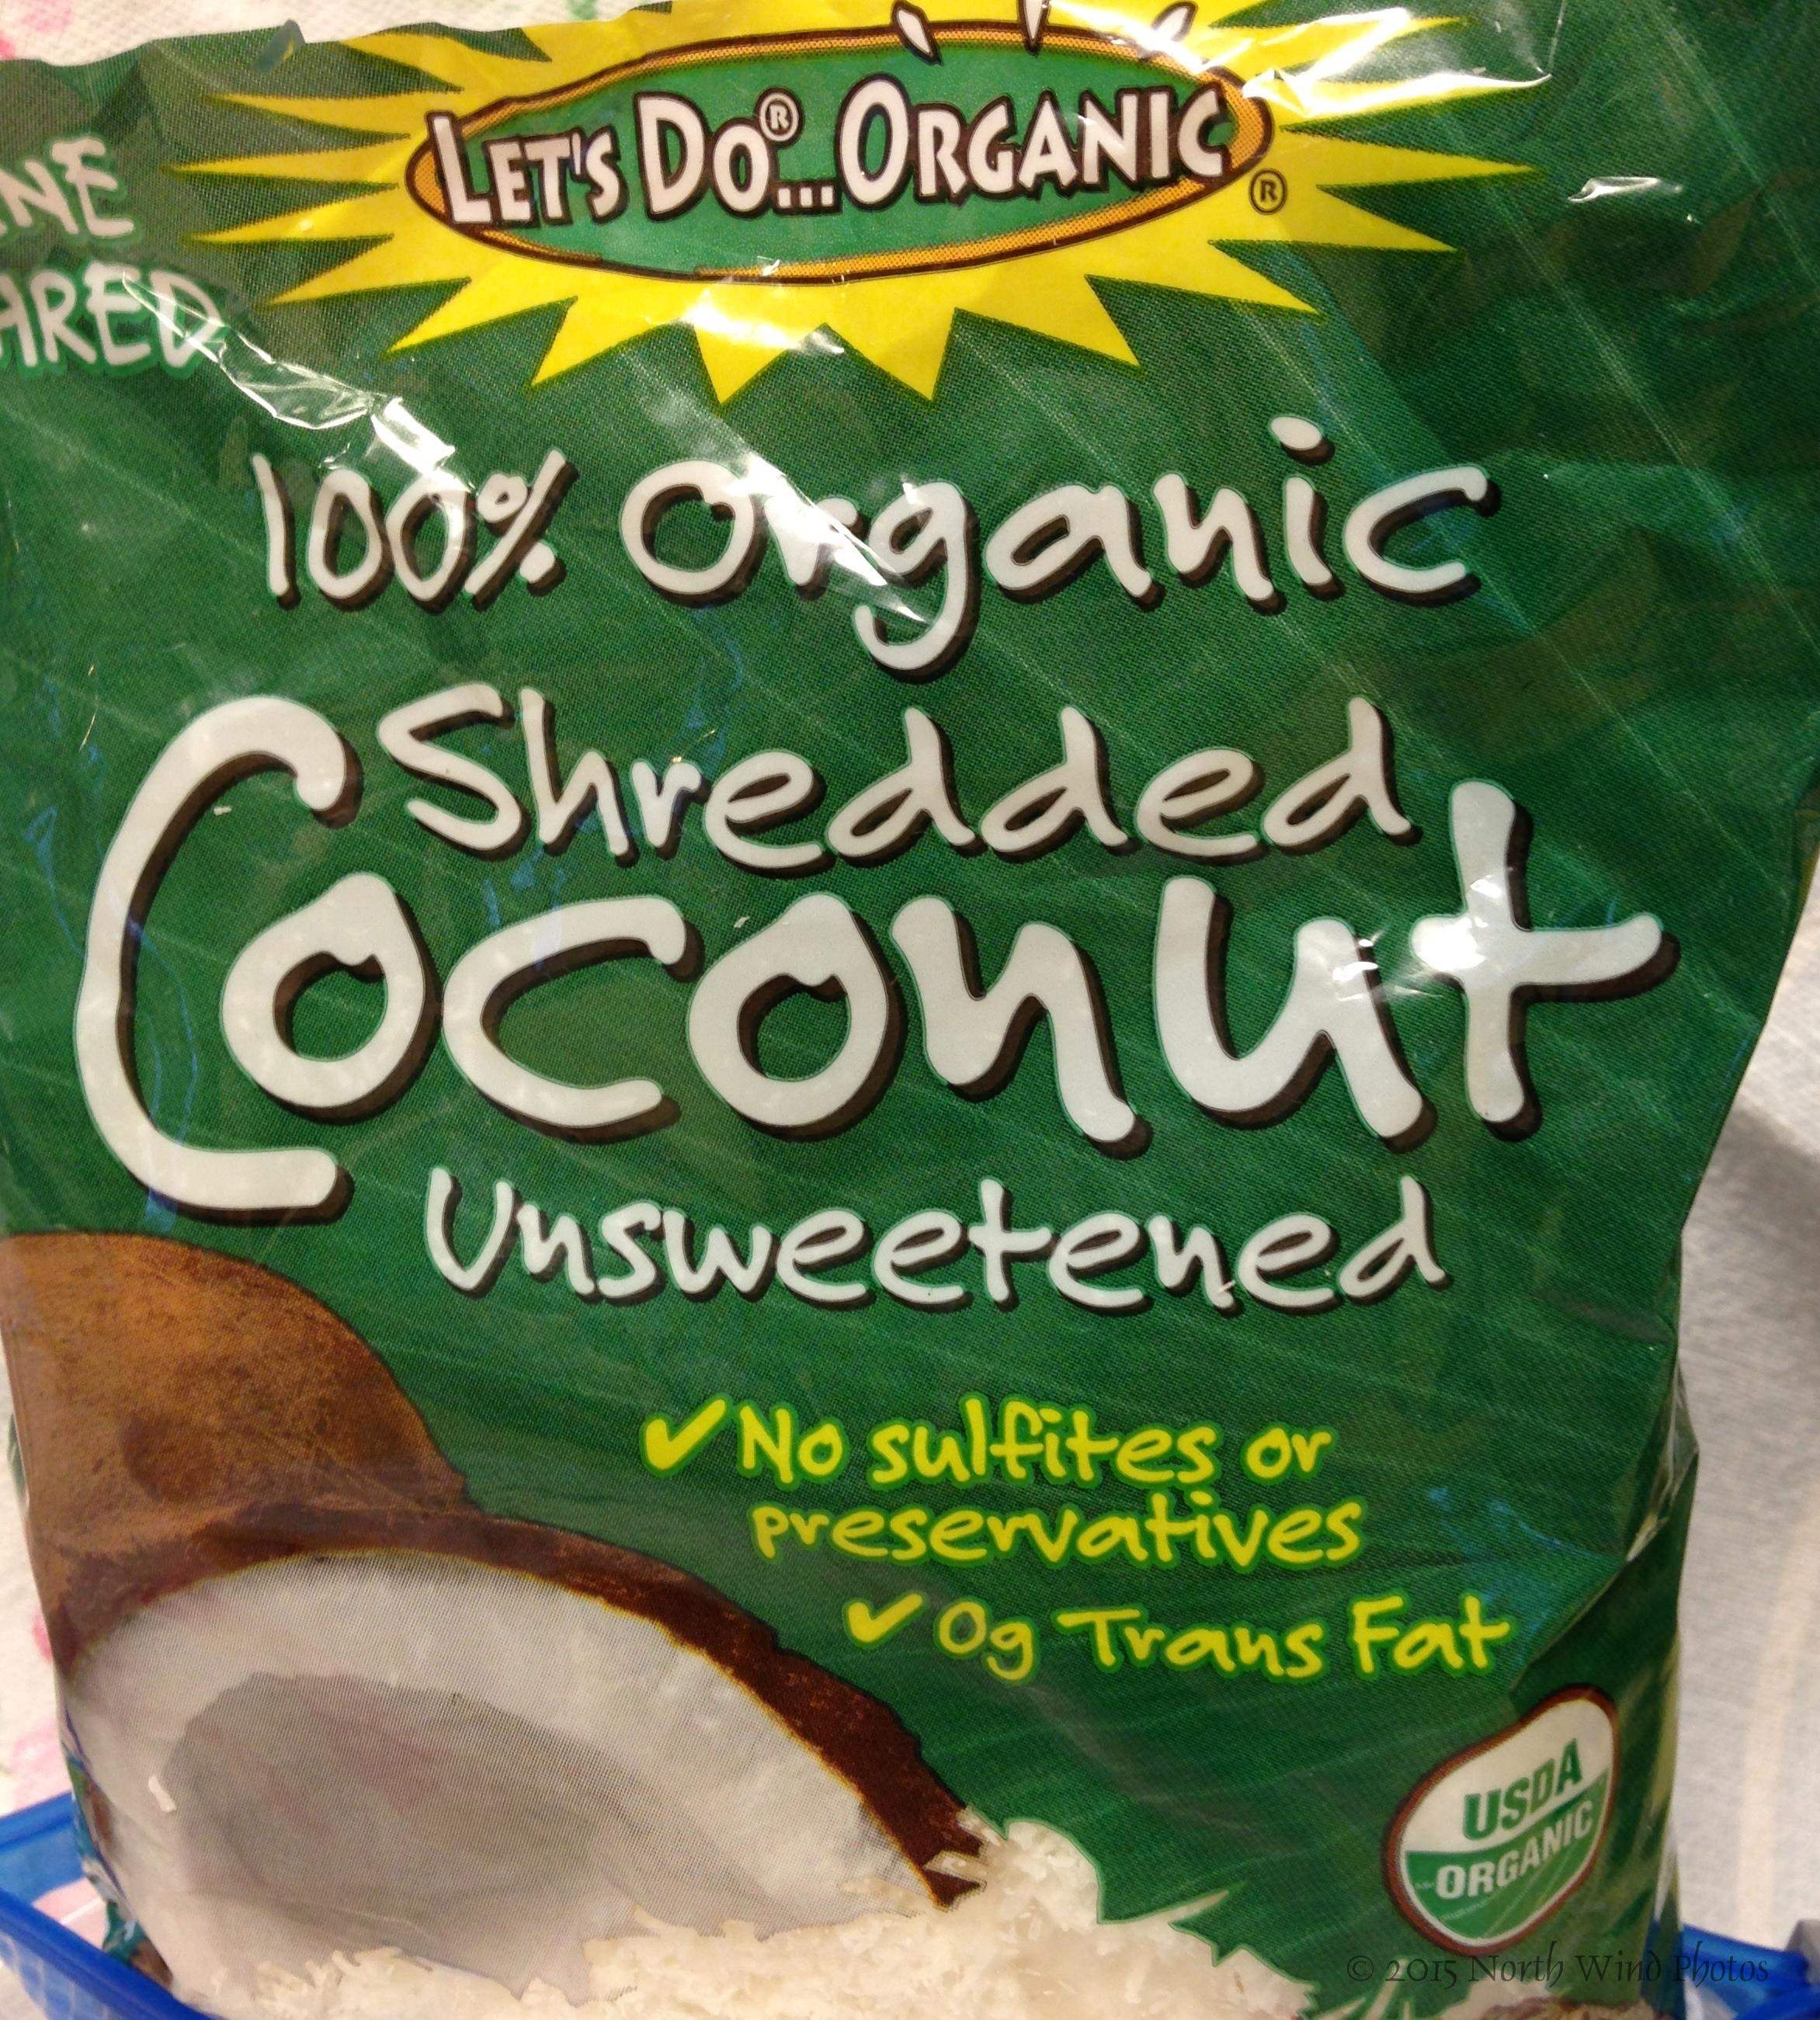 LET'S DO®...ORGANIC®
100% Organic
Shredded
Coconut
Unsweetened
✓ No sulfites or
preservatives
✓ 0g Trans Fat
USDA
ORGANIC
© 2015 North Wind Photos